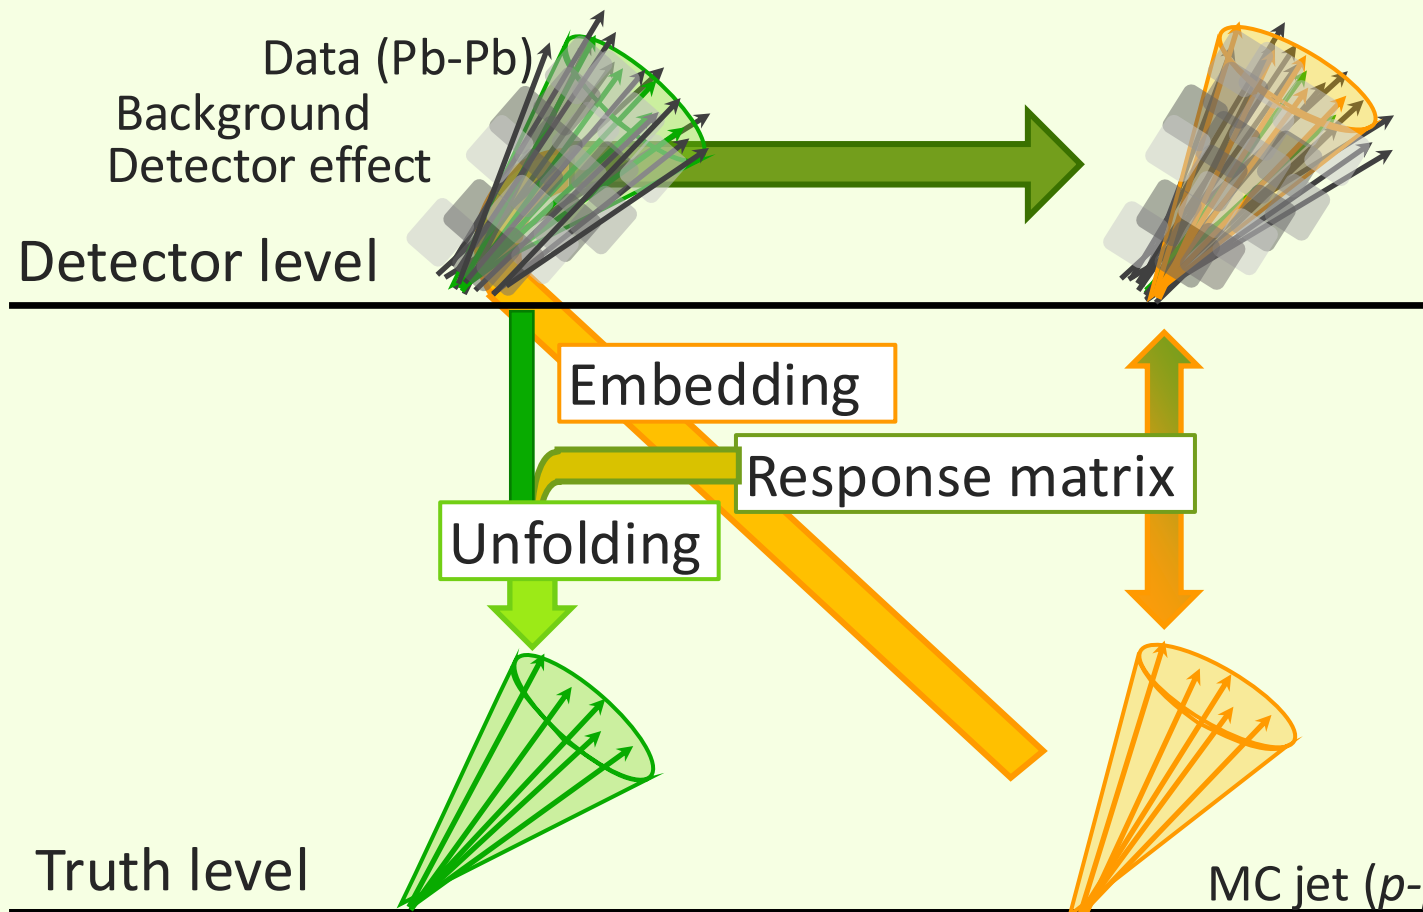 Data (Pb-Pb)
Background
Detector effect
Detector level
Embedding
Response matrix
Unfolding
Truth level
MC jet (p-